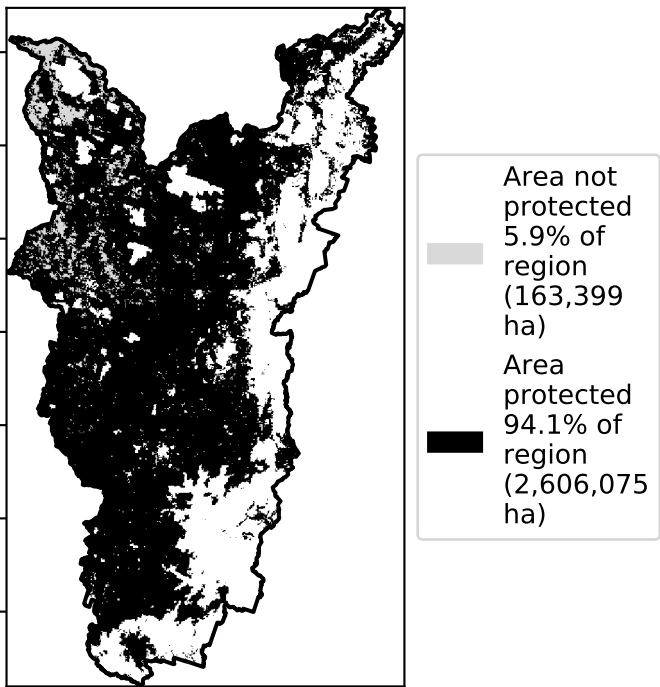 Area not
protected
5.9% of
region
(163,399
ha)
Area
protected
94.1% of
region
(2,606,075
ha)